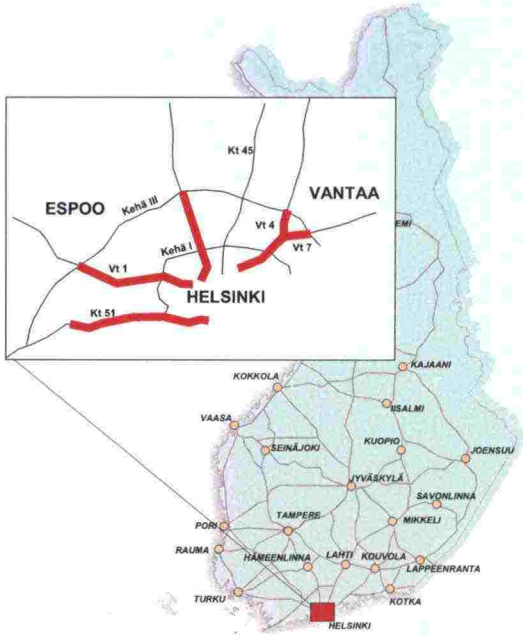 Kt 45
VANTAA
ESPOO
Kehä III
Vt 4
Kehä I
Vt 7
Vt 1
HELSINKI
Kt 51
EMI
KAJAANI
KOKKOLA
IISALMI
VAASA
SEINÄJOKI
KUOPIO
JOENSUU
JYVÄSKYLÄ
SAVONLINNA
PORI
TAMPERE
MIKKELI
RAUMA
HÄMEENLINNA
LAHTI
KOUVOLA
LAPPEENRANTA
TURKU
KOTKA
HELSINKI